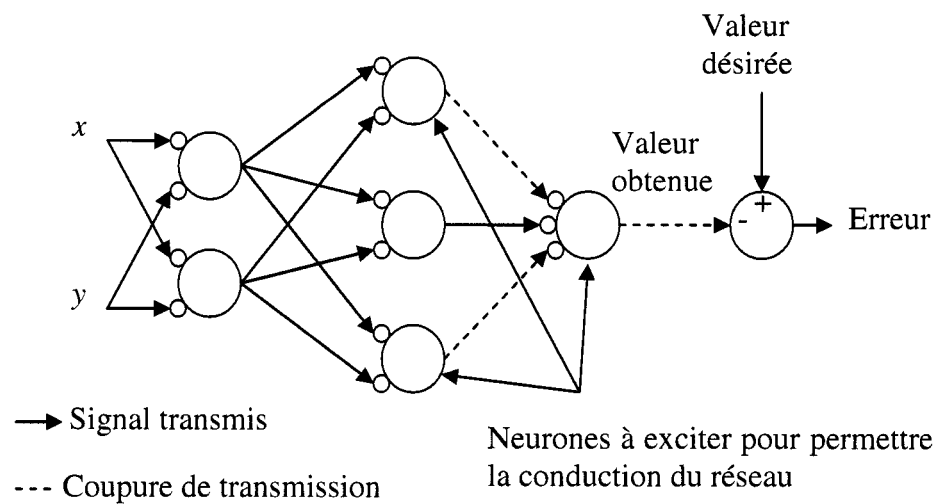 Valeur
désirée
x
Valeur
obtenue
+
-
Erreur
y
Signal transmis
Neurones à exciter pour permettre
la conduction du réseau
Coupure de transmission